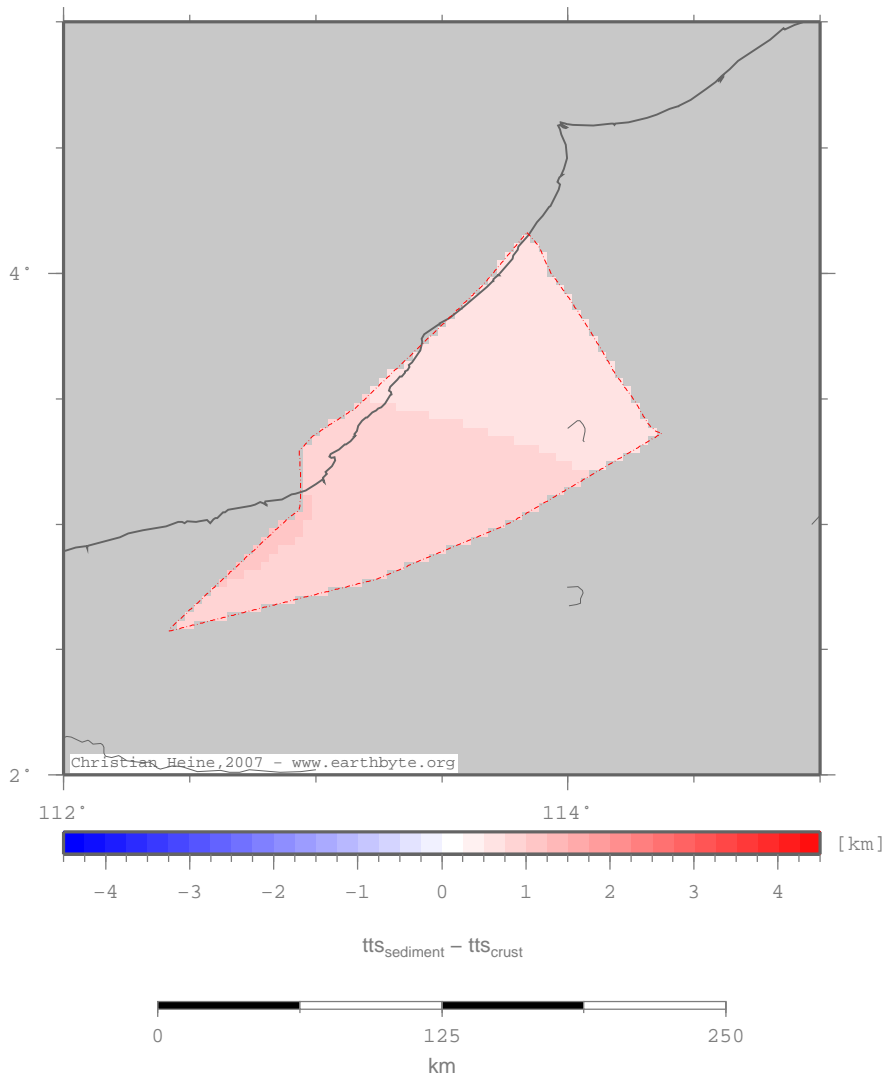 4°
2°
Christian Heine,2007 − www.earthbyte.org
112° 114°
[km]
−4 −3 −2 −1 0 1 2 3 4
tts_sediment − tts_crust
0 125 250
km